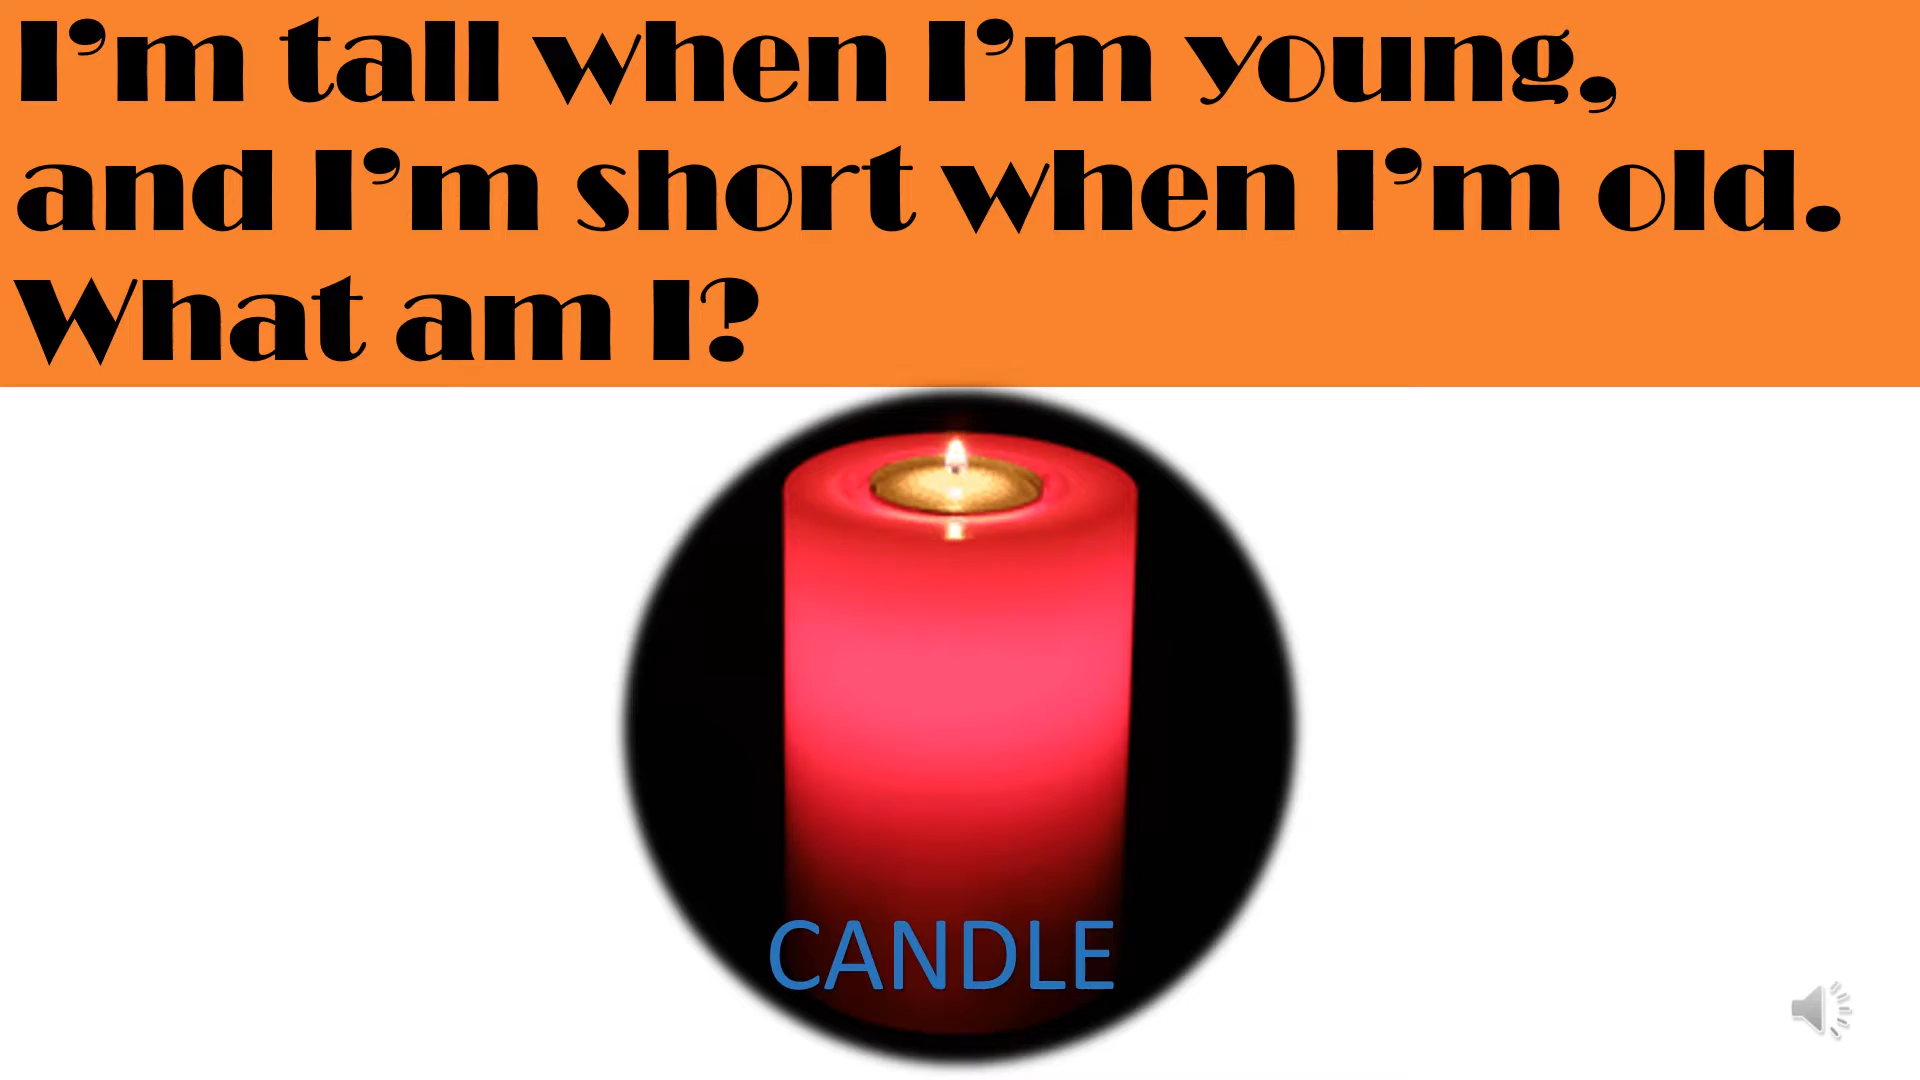 I’m tall when I’m young,
and I’m short when I’m old.
What am I?
CANDLE